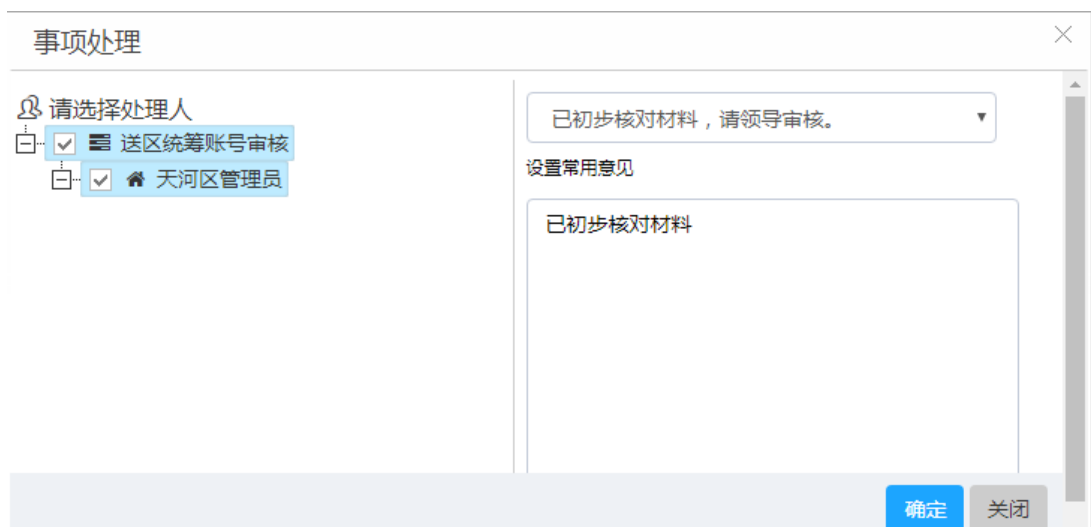 事项处理
请选择处理人
送区统筹账号审核
天河区管理员
已初步核对材料，请领导审核。
设置常用意见
已初步核对材料
确定
关闭